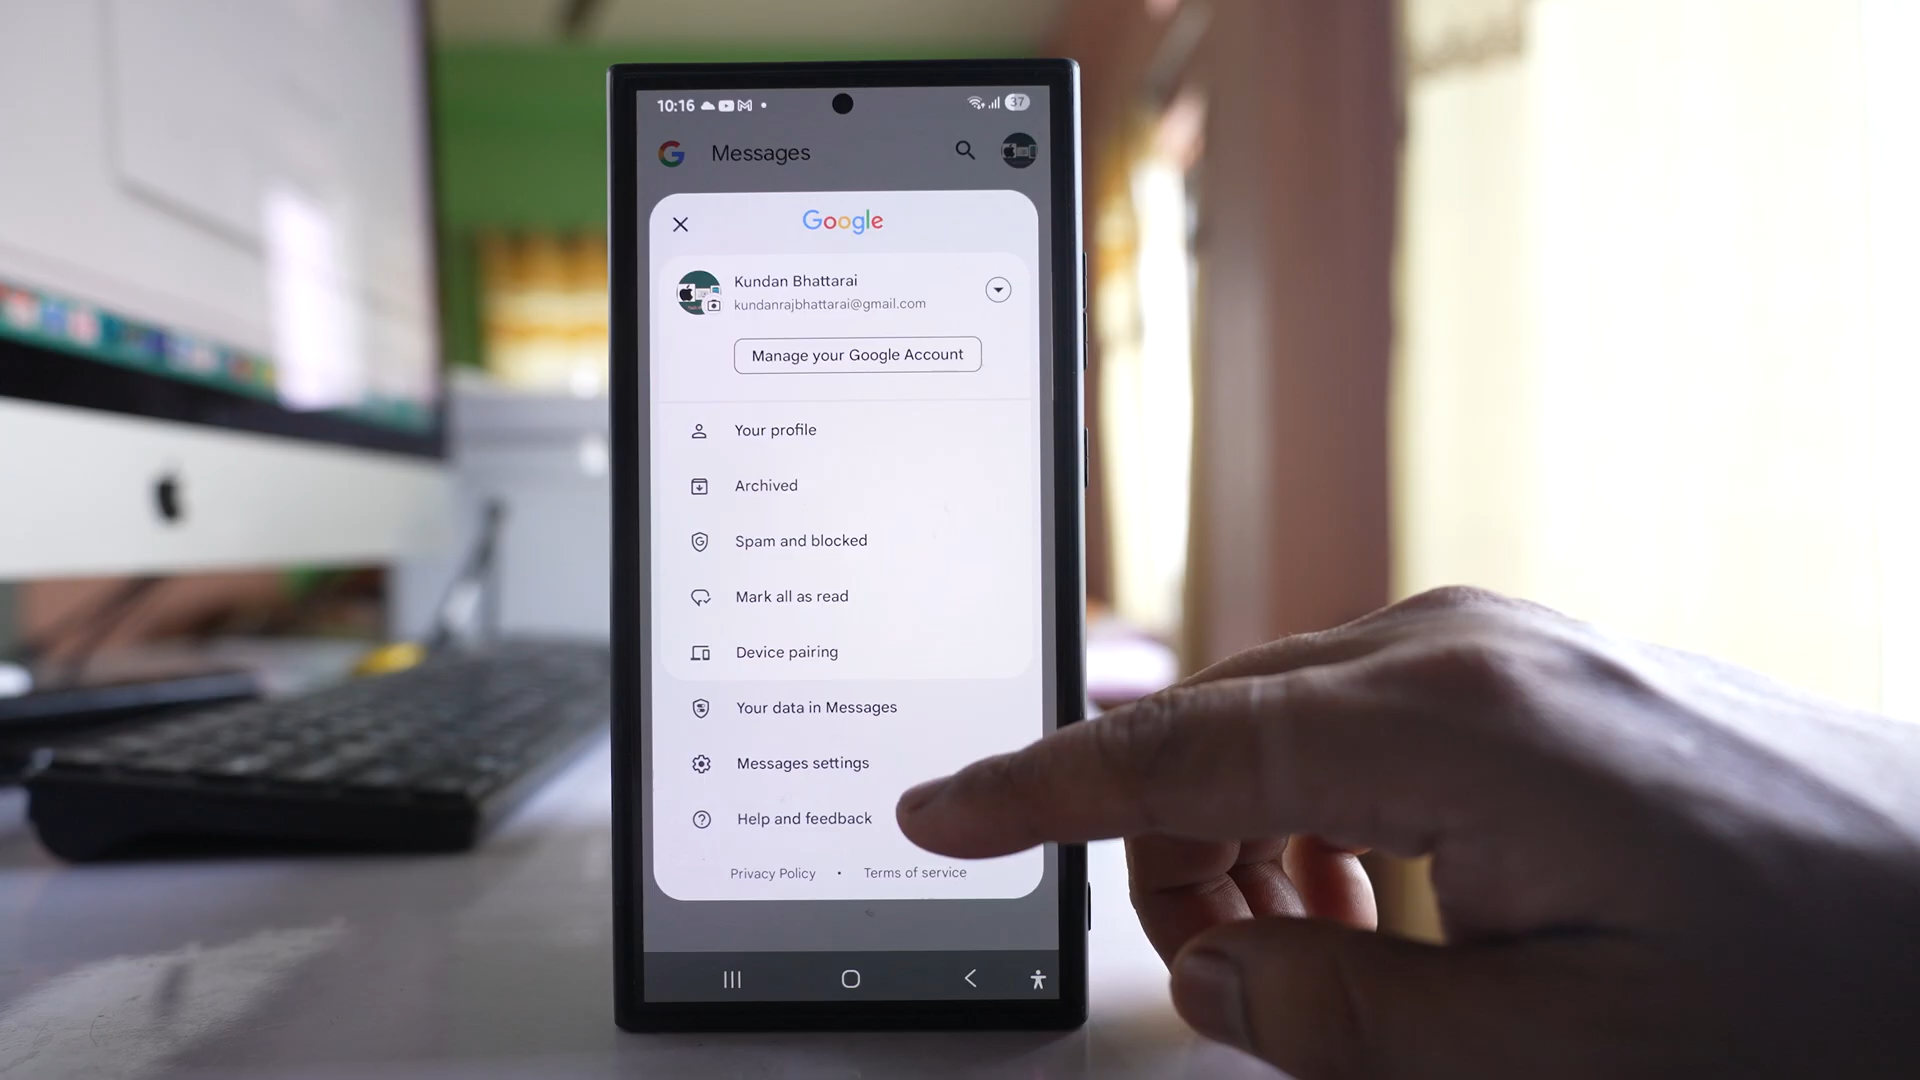 10:16
37
Messages
Google
Kundan Bhattarai
kundanrajbhattarai@gmail.com
Manage your Google Account
Your profile
Archived
Spam and blocked
Mark all as read
Device pairing
Your data in Messages
Messages settings
Help and feedback
Privacy Policy • Terms of service